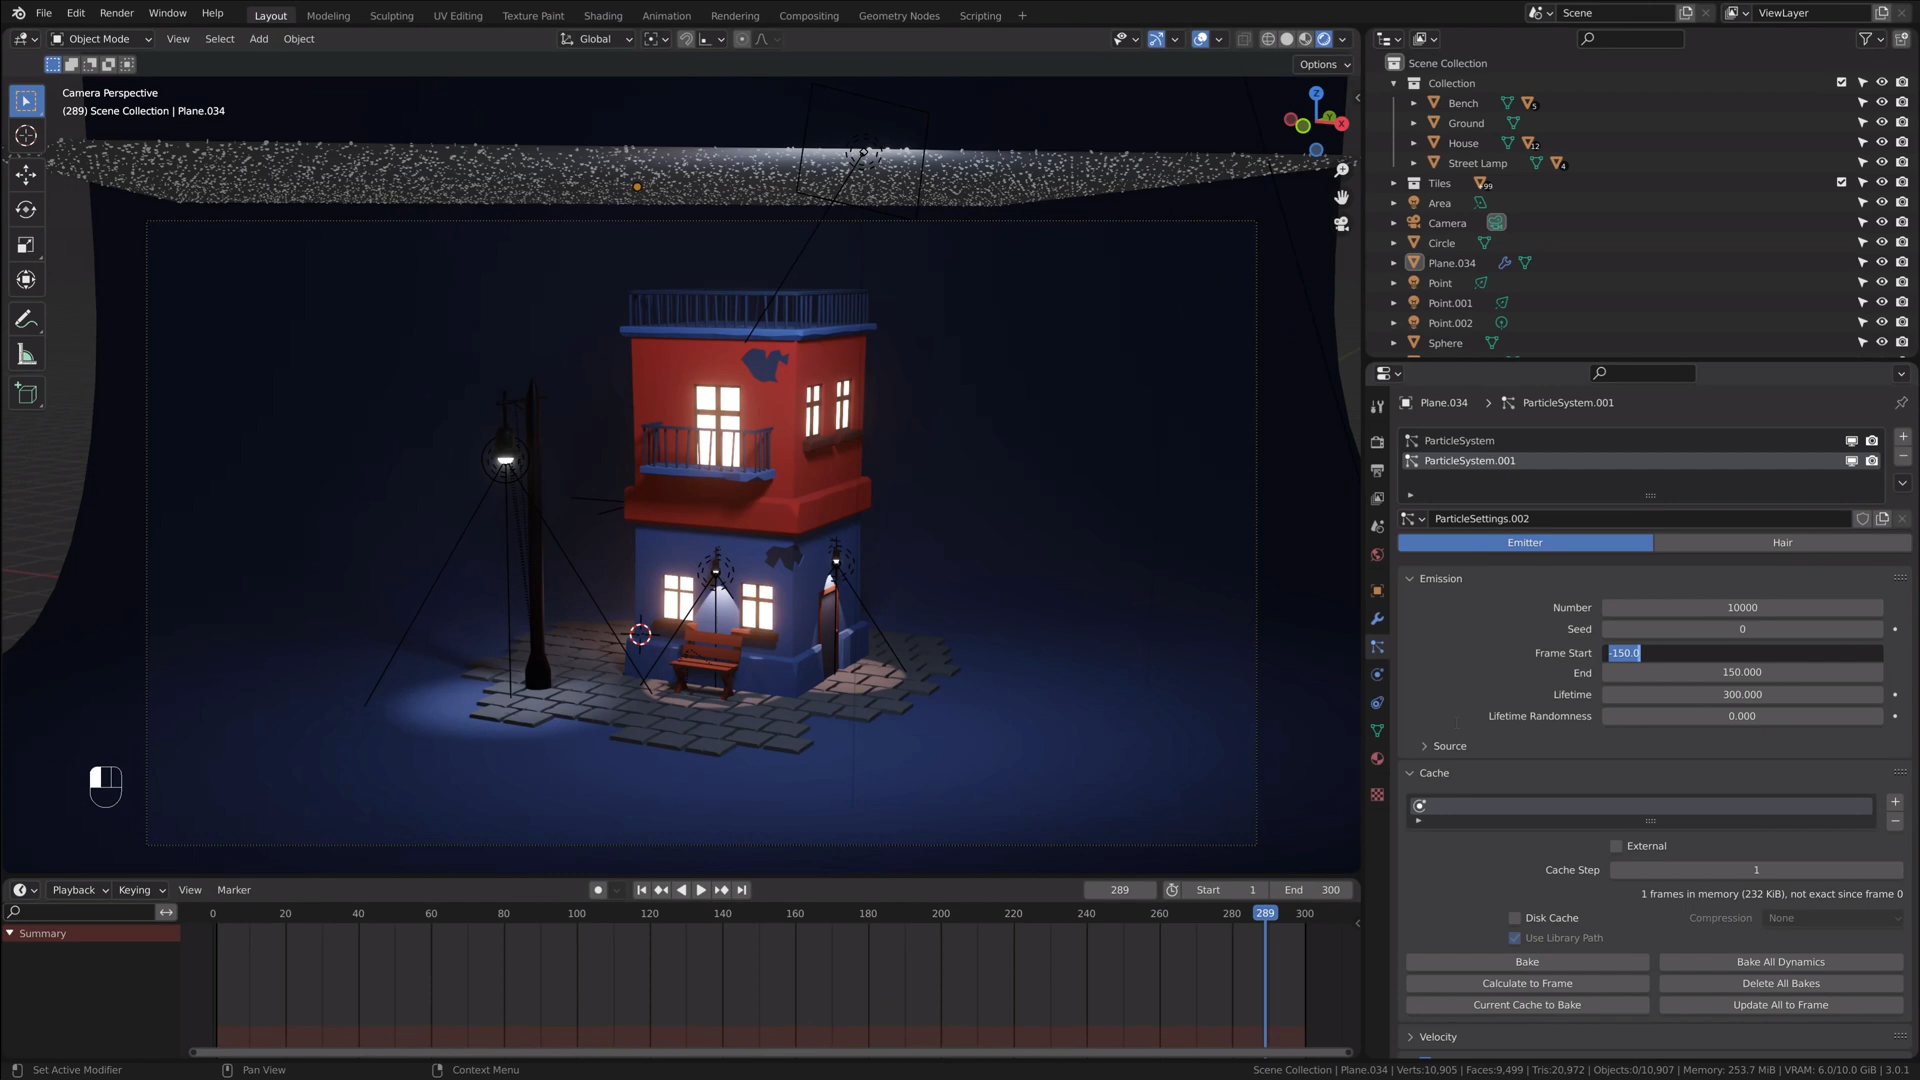 File Edit Render Window Help Layout Modeling Sculpting UV Editing Texture Paint Shading Animation Rendering Compositing Geometry Nodes Scripting + Scene ViewLayer
Object Mode View Select Add Object Global
Options
Camera Perspective
(289) Scene Collection | Plane.034
Z
Y
X
Scene Collection
Collection
Bench 5
Ground
House 12
Street Lamp 4
Tiles +99
Area
Camera
Circle
Plane.034
Point
Point.001
Point.002
Sphere
Plane.034 > ParticleSystem.001
ParticleSystem
ParticleSystem.001
ParticleSettings.002
Emitter Hair
Emission
Number 10000
Seed 0
Frame Start -150.0
End 150.000
Lifetime 300.000
Lifetime Randomness 0.000
Source
Cache
External
Cache Step 1
1 frames in memory (232 KiB), not exact since frame 0
Disk Cache Compression None
Use Library Path
Bake Bake All Dynamics
Calculate to Frame Delete All Bakes
Current Cache to Bake Update All to Frame
Velocity
Playback Keying View Marker 289 Start 1 End 300
0 20 40 60 80 100 120 140 160 180 200 220 240 260 280 289 300
Summary
Set Active Modifier Pan View Context Menu Scene Collection | Plane.034 | Verts:10,905 | Faces:9,499 | Tris:20,972 | Objects:0/10,907 | Memory: 253.7 MiB | VRAM: 6.0/10.0 GiB | 3.0.1